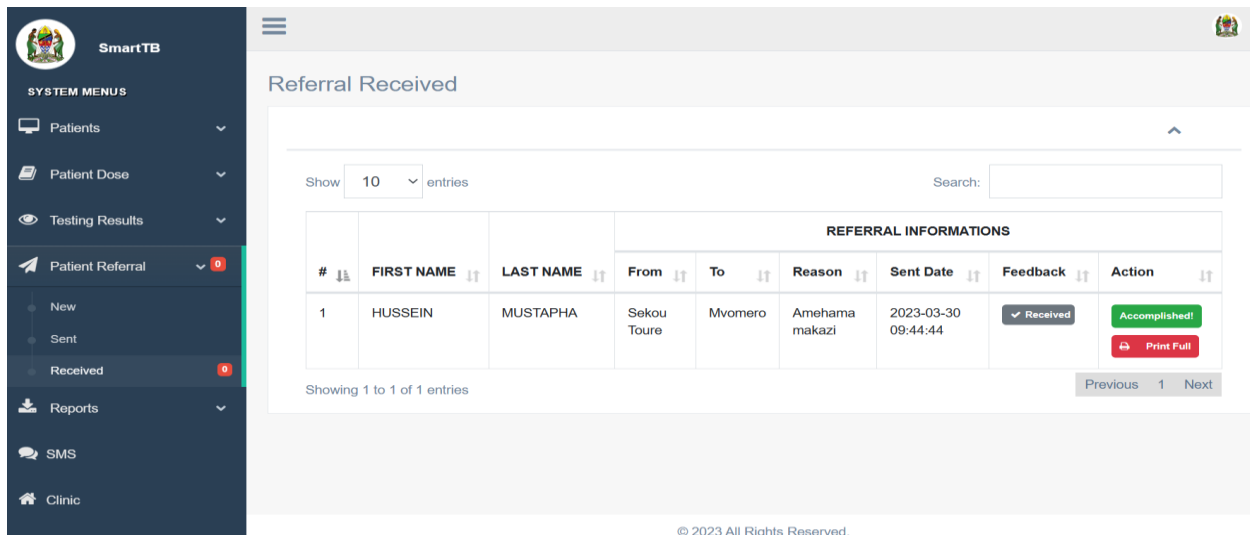 SmartTB
SYSTEM MENUS
Patients
Patient Dose
Testing Results
Patient Referral 0
New
Sent
Received 0
Reports
SMS
Clinic
Referral Received
Show 10 entries
Search:
REFERRAL INFORMATIONS
# FIRST NAME LAST NAME From To Reason Sent Date Feedback Action
1 HUSSEIN MUSTAPHA Sekou Mvomero Amehama 2023-03-30 Received Accomplished!
Toure makazi 09:44:44
Print Full
Showing 1 to 1 of 1 entries
Previous 1 Next
© 2023 All Rights Reserved.